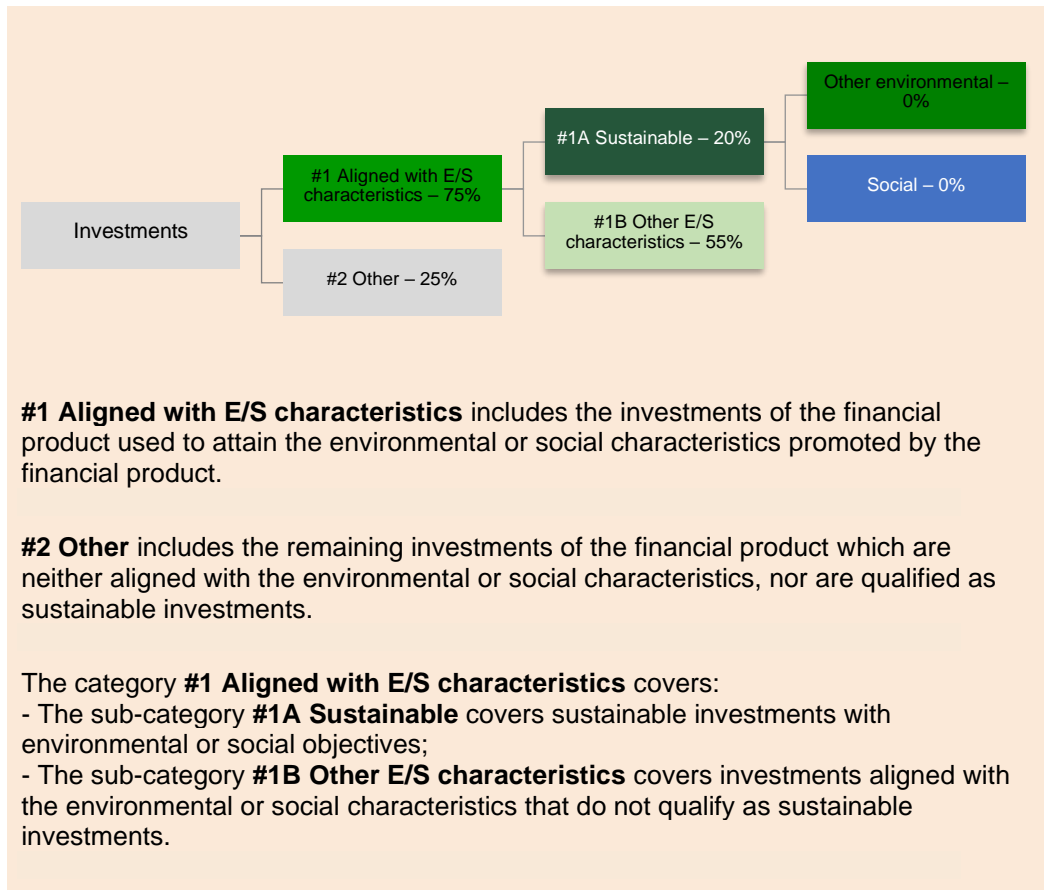 Other environmental –
0%
#1A Sustainable – 20%
#1 Aligned with E/S
characteristics – 75%
Social – 0%
Investments
#1B Other E/S
characteristics – 55%
#2 Other – 25%
#1 Aligned with E/S characteristics includes the investments of the financial
product used to attain the environmental or social characteristics promoted by the
financial product.
#2 Other includes the remaining investments of the financial product which are
neither aligned with the environmental or social characteristics, nor are qualified as
sustainable investments.
The category #1 Aligned with E/S characteristics covers:
- The sub-category #1A Sustainable covers sustainable investments with
environmental or social objectives;
- The sub-category #1B Other E/S characteristics covers investments aligned with
the environmental or social characteristics that do not qualify as sustainable
investments.